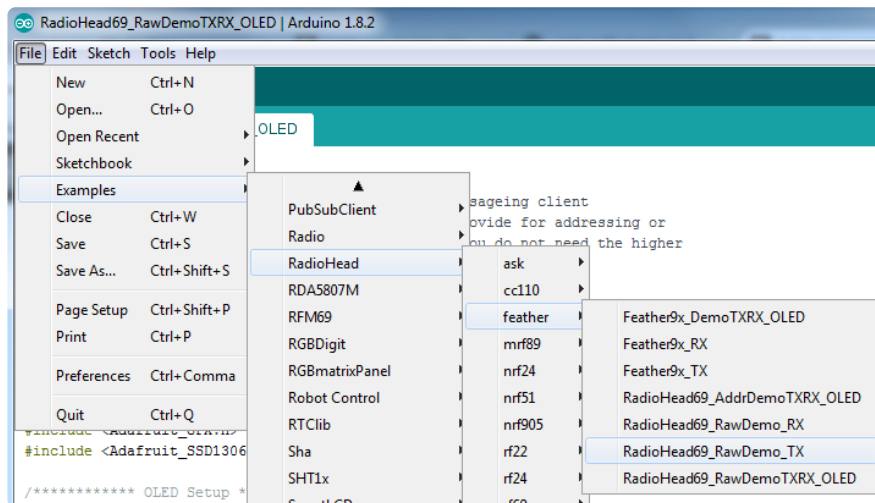 RadioHead69_RawDemoTXRX_OLED | Arduino 1.8.2
File Edit Sketch Tools Help
New Ctrl+N
Open... Ctrl+O
Open Recent
Sketchbook
Examples
Close Ctrl+W
Save Ctrl+S
Save As... Ctrl+Shift+S
Page Setup Ctrl+Shift+P
Print Ctrl+P
Preferences Ctrl+Comma
Quit Ctrl+Q
_OLED
sageing client
ovide for addressing or
ou do not need the higher
PubSubClient
Radio
RadioHead
RDA5807M
RFM69
RGBDigit
RGBmatrixPanel
Robot Control
RTClib
Sha
SHT1x
ask
cc110
feather
mrf89
nrf24
nrf51
nrf905
rf22
rf24
Feather9x_DemoTXRX_OLED
Feather9x_RX
Feather9x_TX
RadioHead69_AddrDemoTXRX_OLED
RadioHead69_RawDemo_RX
RadioHead69_RawDemo_TX
RadioHead69_RawDemoTXRX_OLED
#include <Adafruit_SSD1306
/************ OLED Setup *